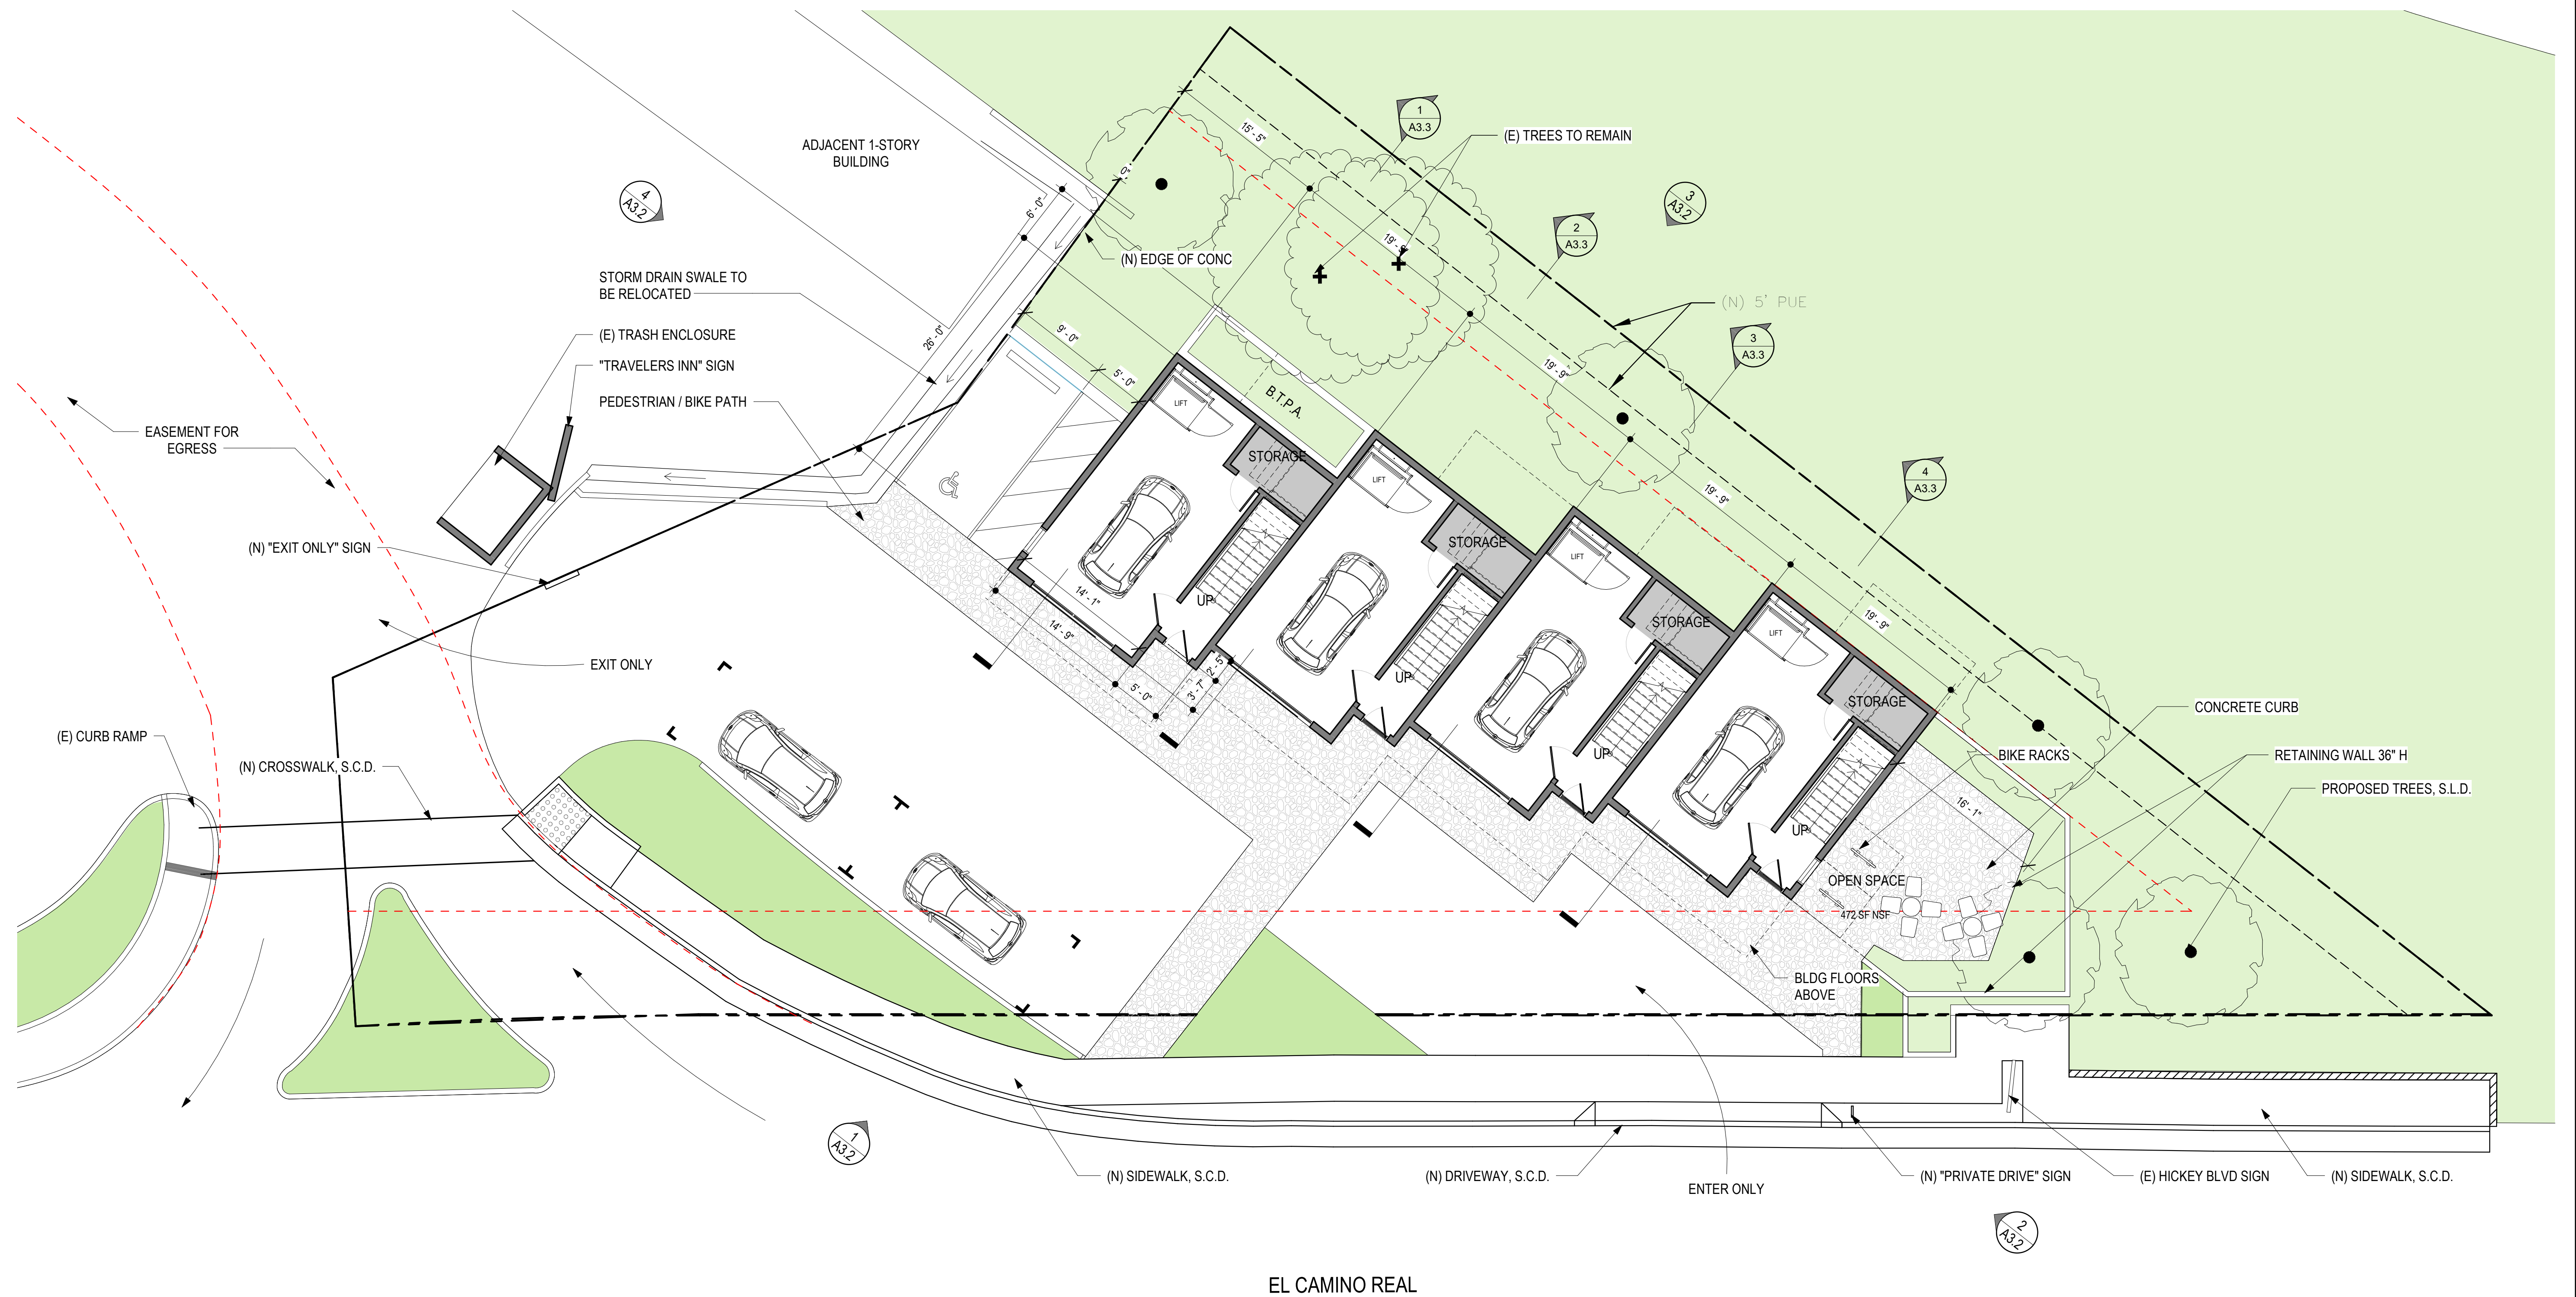 1
A3.3
15' - 5"
(E) TREES TO REMAIN
ADJACENT 1-STORY
BUILDING
0"
4
A3.2
3
A3.2
6' - 0"
2
A3.3
19' - 9"
(N) EDGE OF CONC
STORM DRAIN SWALE TO
BE RELOCATED
(N) 5' PUE
(E) TRASH ENCLOSURE
26' - 0"
9' - 0"
3
A3.3
"TRAVELERS INN" SIGN
5' - 0"
19' - 9"
PEDESTRIAN / BIKE PATH
LIFT
B.T.P.A.
EASEMENT FOR
EGRESS
STORAGE
4
A3.3
LIFT
19' - 9"
(N) "EXIT ONLY" SIGN
STORAGE
LIFT
14' - 1"
UP
19' - 9"
STORAGE
LIFT
14' - 9"
EXIT ONLY
2' - 5"
UP
5' - 0"
3' - 7"
STORAGE
CONCRETE CURB
(E) CURB RAMP
UP
BIKE RACKS
RETAINING WALL 36" H
(N) CROSSWALK, S.C.D.
PROPOSED TREES, S.L.D.
16' - 1"
UP
OPEN SPACE
472 SF NSF
BLDG FLOORS
ABOVE
1
A3.2
(N) SIDEWALK, S.C.D.
(N) DRIVEWAY, S.C.D.
ENTER ONLY
(N) "PRIVATE DRIVE" SIGN
(E) HICKEY BLVD SIGN
(N) SIDEWALK, S.C.D.
2
A3.2
EL CAMINO REAL